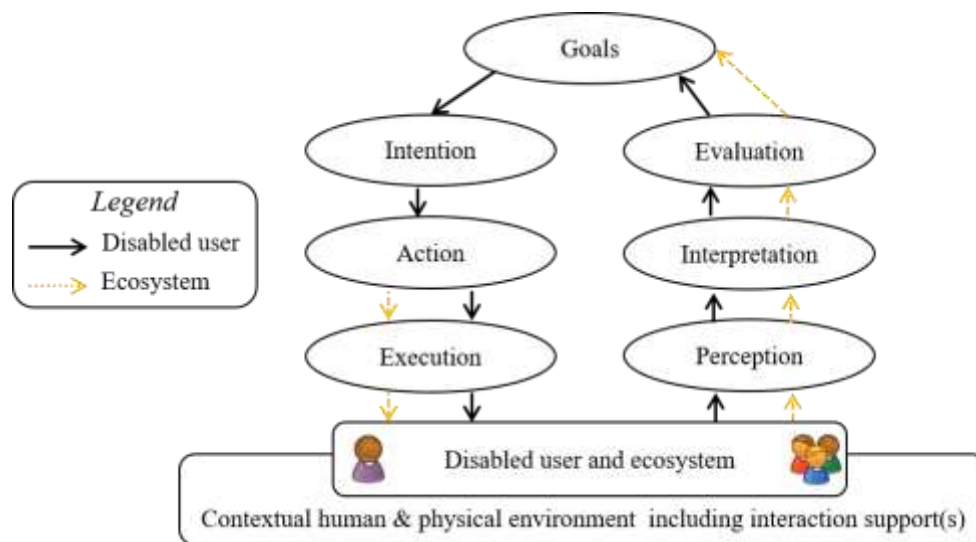 Goals
Intention
Evaluation
Legend
Disabled user
Ecosystem
Action
Interpretation
Execution
Perception
Disabled user and ecosystem
Contextual human & physical environment including interaction support(s)